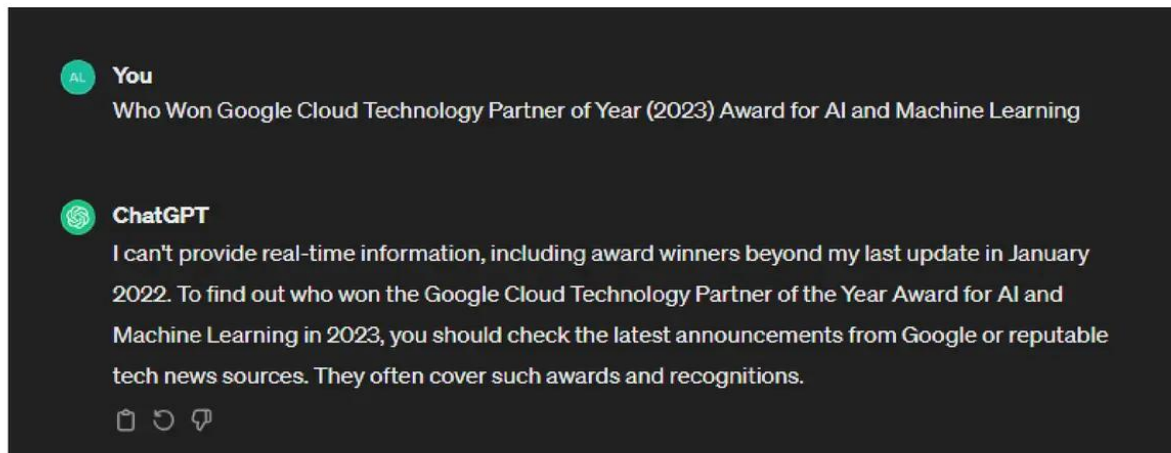 AL
You
Who Won Google Cloud Technology Partner of Year (2023) Award for AI and Machine Learning
ChatGPT
I can't provide real-time information, including award winners beyond my last update in January
2022. To find out who won the Google Cloud Technology Partner of the Year Award for AI and
Machine Learning in 2023, you should check the latest announcements from Google or reputable
tech news sources. They often cover such awards and recognitions.